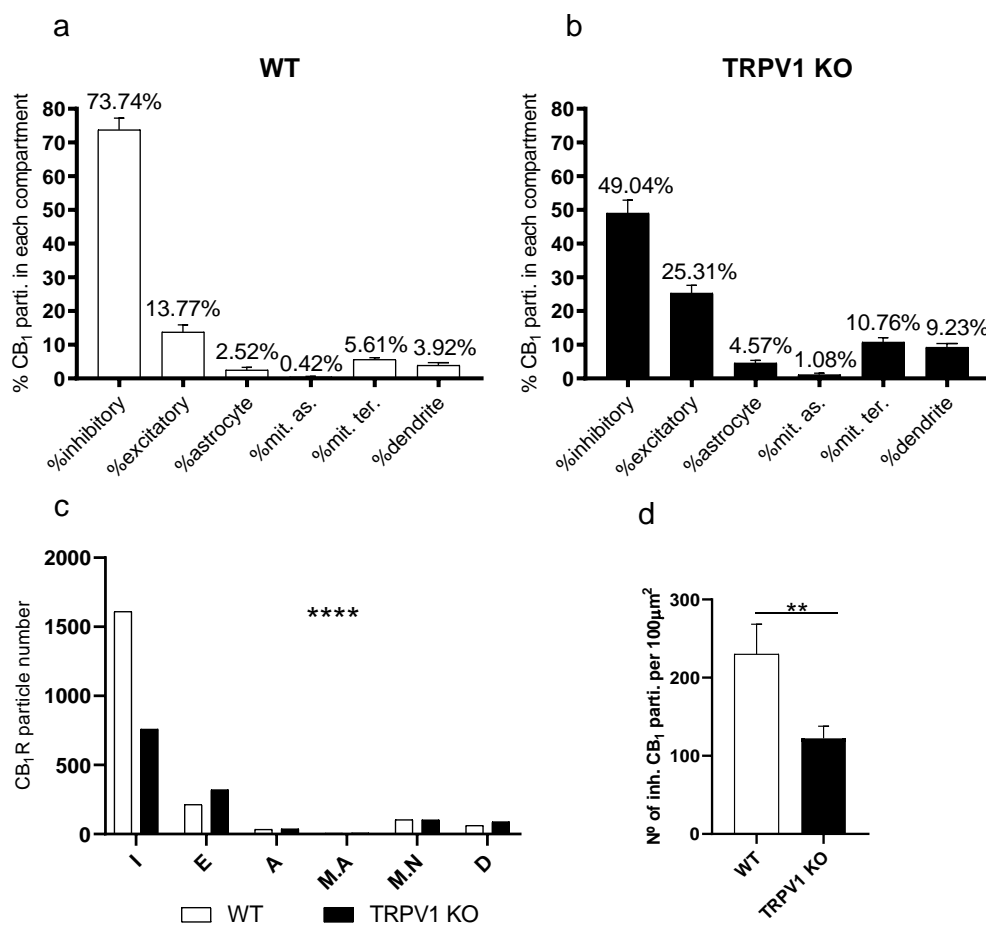 a
WT
% CB1 parti. in each compartment
80
70
60
50
40
30
20
10
0
73.74%
13.77%
2.52%
0.42%
5.61%
3.92%
%inhibitory
%excitatory
%astrocyte
%mit. as.
%mit. ter.
%dendrite
b
TRPV1 KO
% CB1 parti. in each compartment
80
70
60
50
40
30
20
10
0
49.04%
25.31%
4.57%
1.08%
10.76%
9.23%
%inhibitory
%excitatory
%astrocyte
%mit. as.
%mit. ter.
%dendrite
c
CB1R particle number
2000
1500
1000
500
0
****
I
E
A
M.A
M.N
D
WT
TRPV1 KO
d
Nº of inh. CB1 parti. per 100µm2
300
200
100
0
**
WT
TRPV1 KO